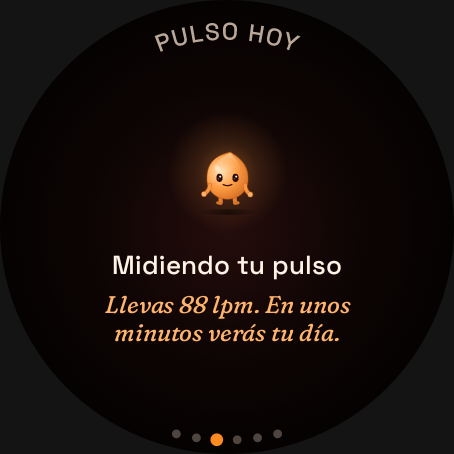 PULSO HOY
Midiendo tu pulso
Llevas 88 lpm. En unos
minutos verás tu día.